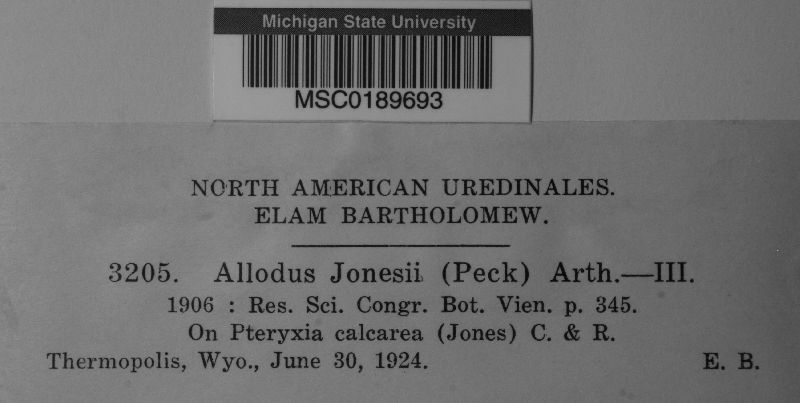 Michigan State University
MSC0189693
NORTH AMERICAN UREDINALES.
ELAM BARTHOLOMEW.
3205. Allodus Jonesii (Peck) Arth.—III.
1906 : Res. Sci. Congr. Bot. Vien. p. 345.
On Pteryxia calcarea (Jones) C. & R.
Thermopolis, Wyo., June 30, 1924. E. B.